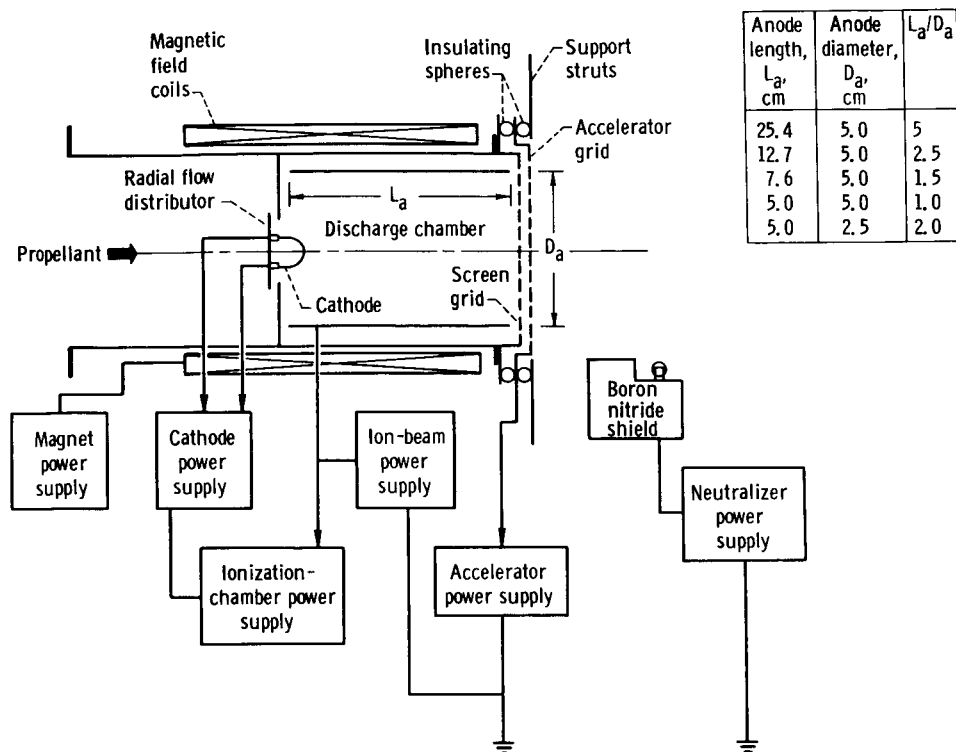 Magnetic
field
coils
Insulating
spheres
Support
struts
Accelerator
grid
Radial flow
distributor
Lₐ
Discharge chamber
Dₐ
Propellant
Cathode
Screen
grid
Magnet
power
supply
Cathode
power
supply
Ion-beam
power
supply
Ionization-
chamber power
supply
Accelerator
power supply
Boron
nitride
shield
Neutralizer
power
supply
Anode length, Lₐ, cm | Anode diameter, Dₐ, cm | Lₐ/Dₐ
25.4 5.0 5
12.7 5.0 2.5
7.6 5.0 1.5
5.0 5.0 1.0
5.0 2.5 2.0